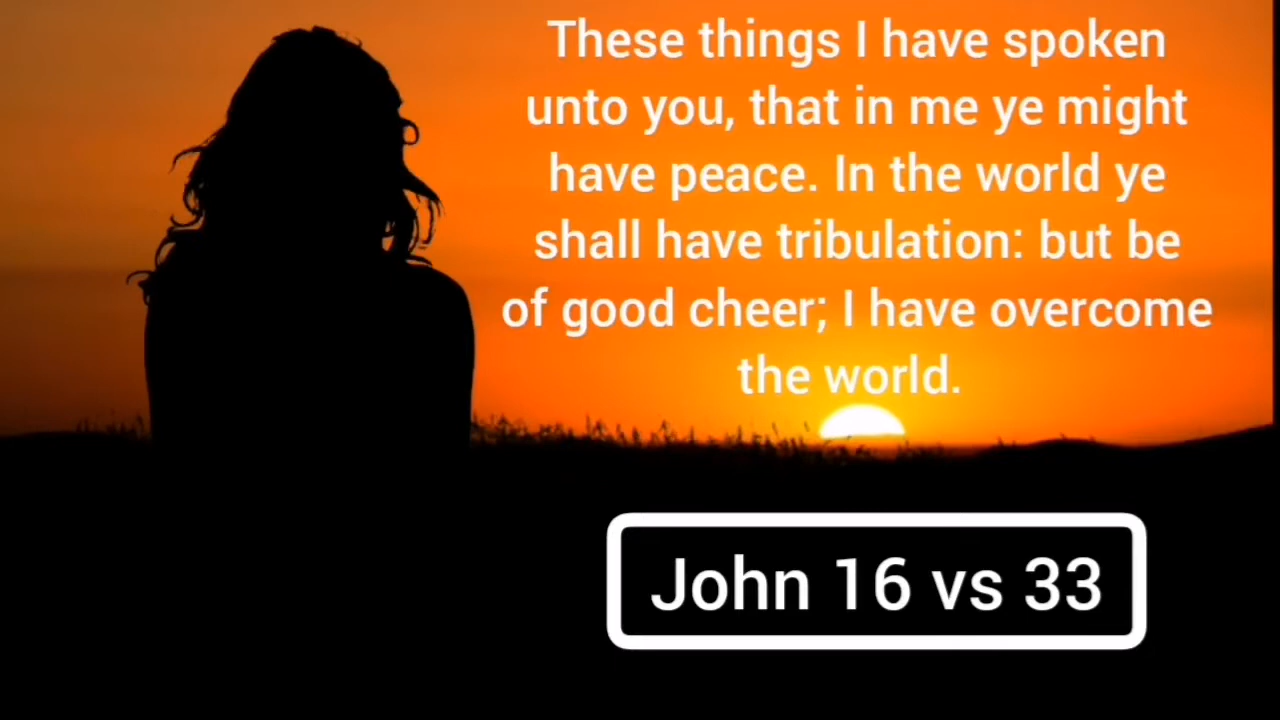 These things I have spoken
unto you, that in me ye might
have peace. In the world ye
shall have tribulation: but be
of good cheer; I have overcome
the world.
John 16 vs 33